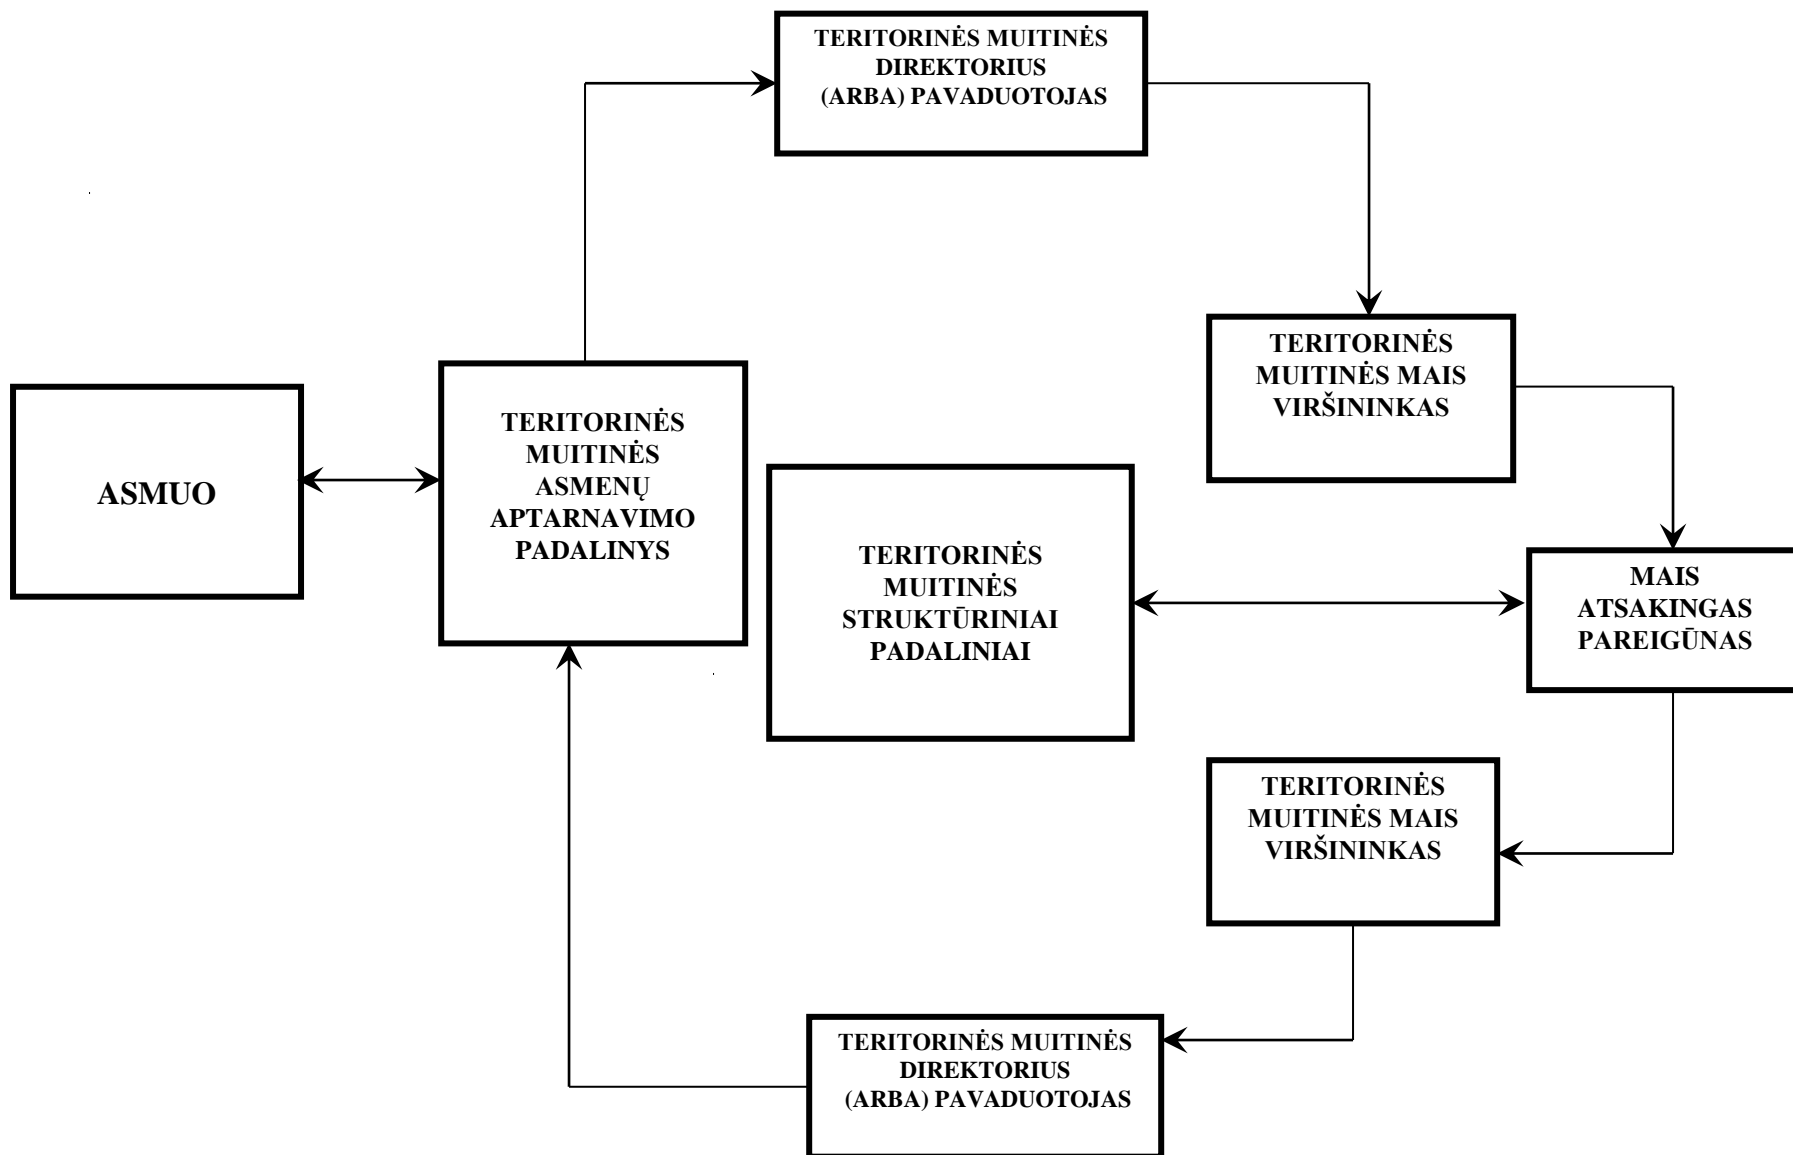 TERITORINĖS MUITINĖS
DIREKTORIUS
(ARBA) PAVADUOTOJAS
TERITORINĖS
MUITINĖS MAIS
VIRŠININKAS
ASMUO
TERITORINĖS
MUITINĖS
ASMENŲ
APTARNAVIMO
PADALINYS
TERITORINĖS
MUITINĖS
STRUKTŪRINIAI
PADALINIAI
MAIS
ATSAKINGAS
PAREIGŪNAS
TERITORINĖS
MUITINĖS MAIS
VIRŠININKAS
TERITORINĖS MUITINĖS
DIREKTORIUS
(ARBA) PAVADUOTOJAS